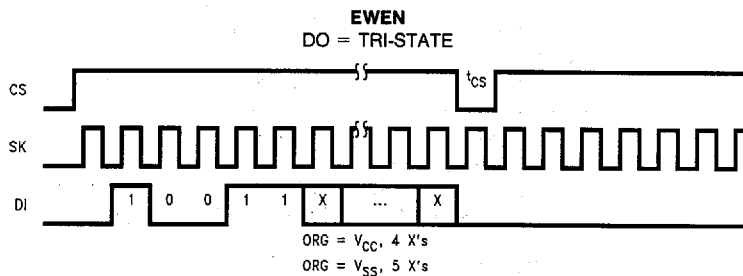 EWEN
DO = TRI-STATE
CS
tCS
SK
DI
1 0 0 1 1 X ... X
ORG = VCC, 4 X's
ORG = VSS, 5 X's